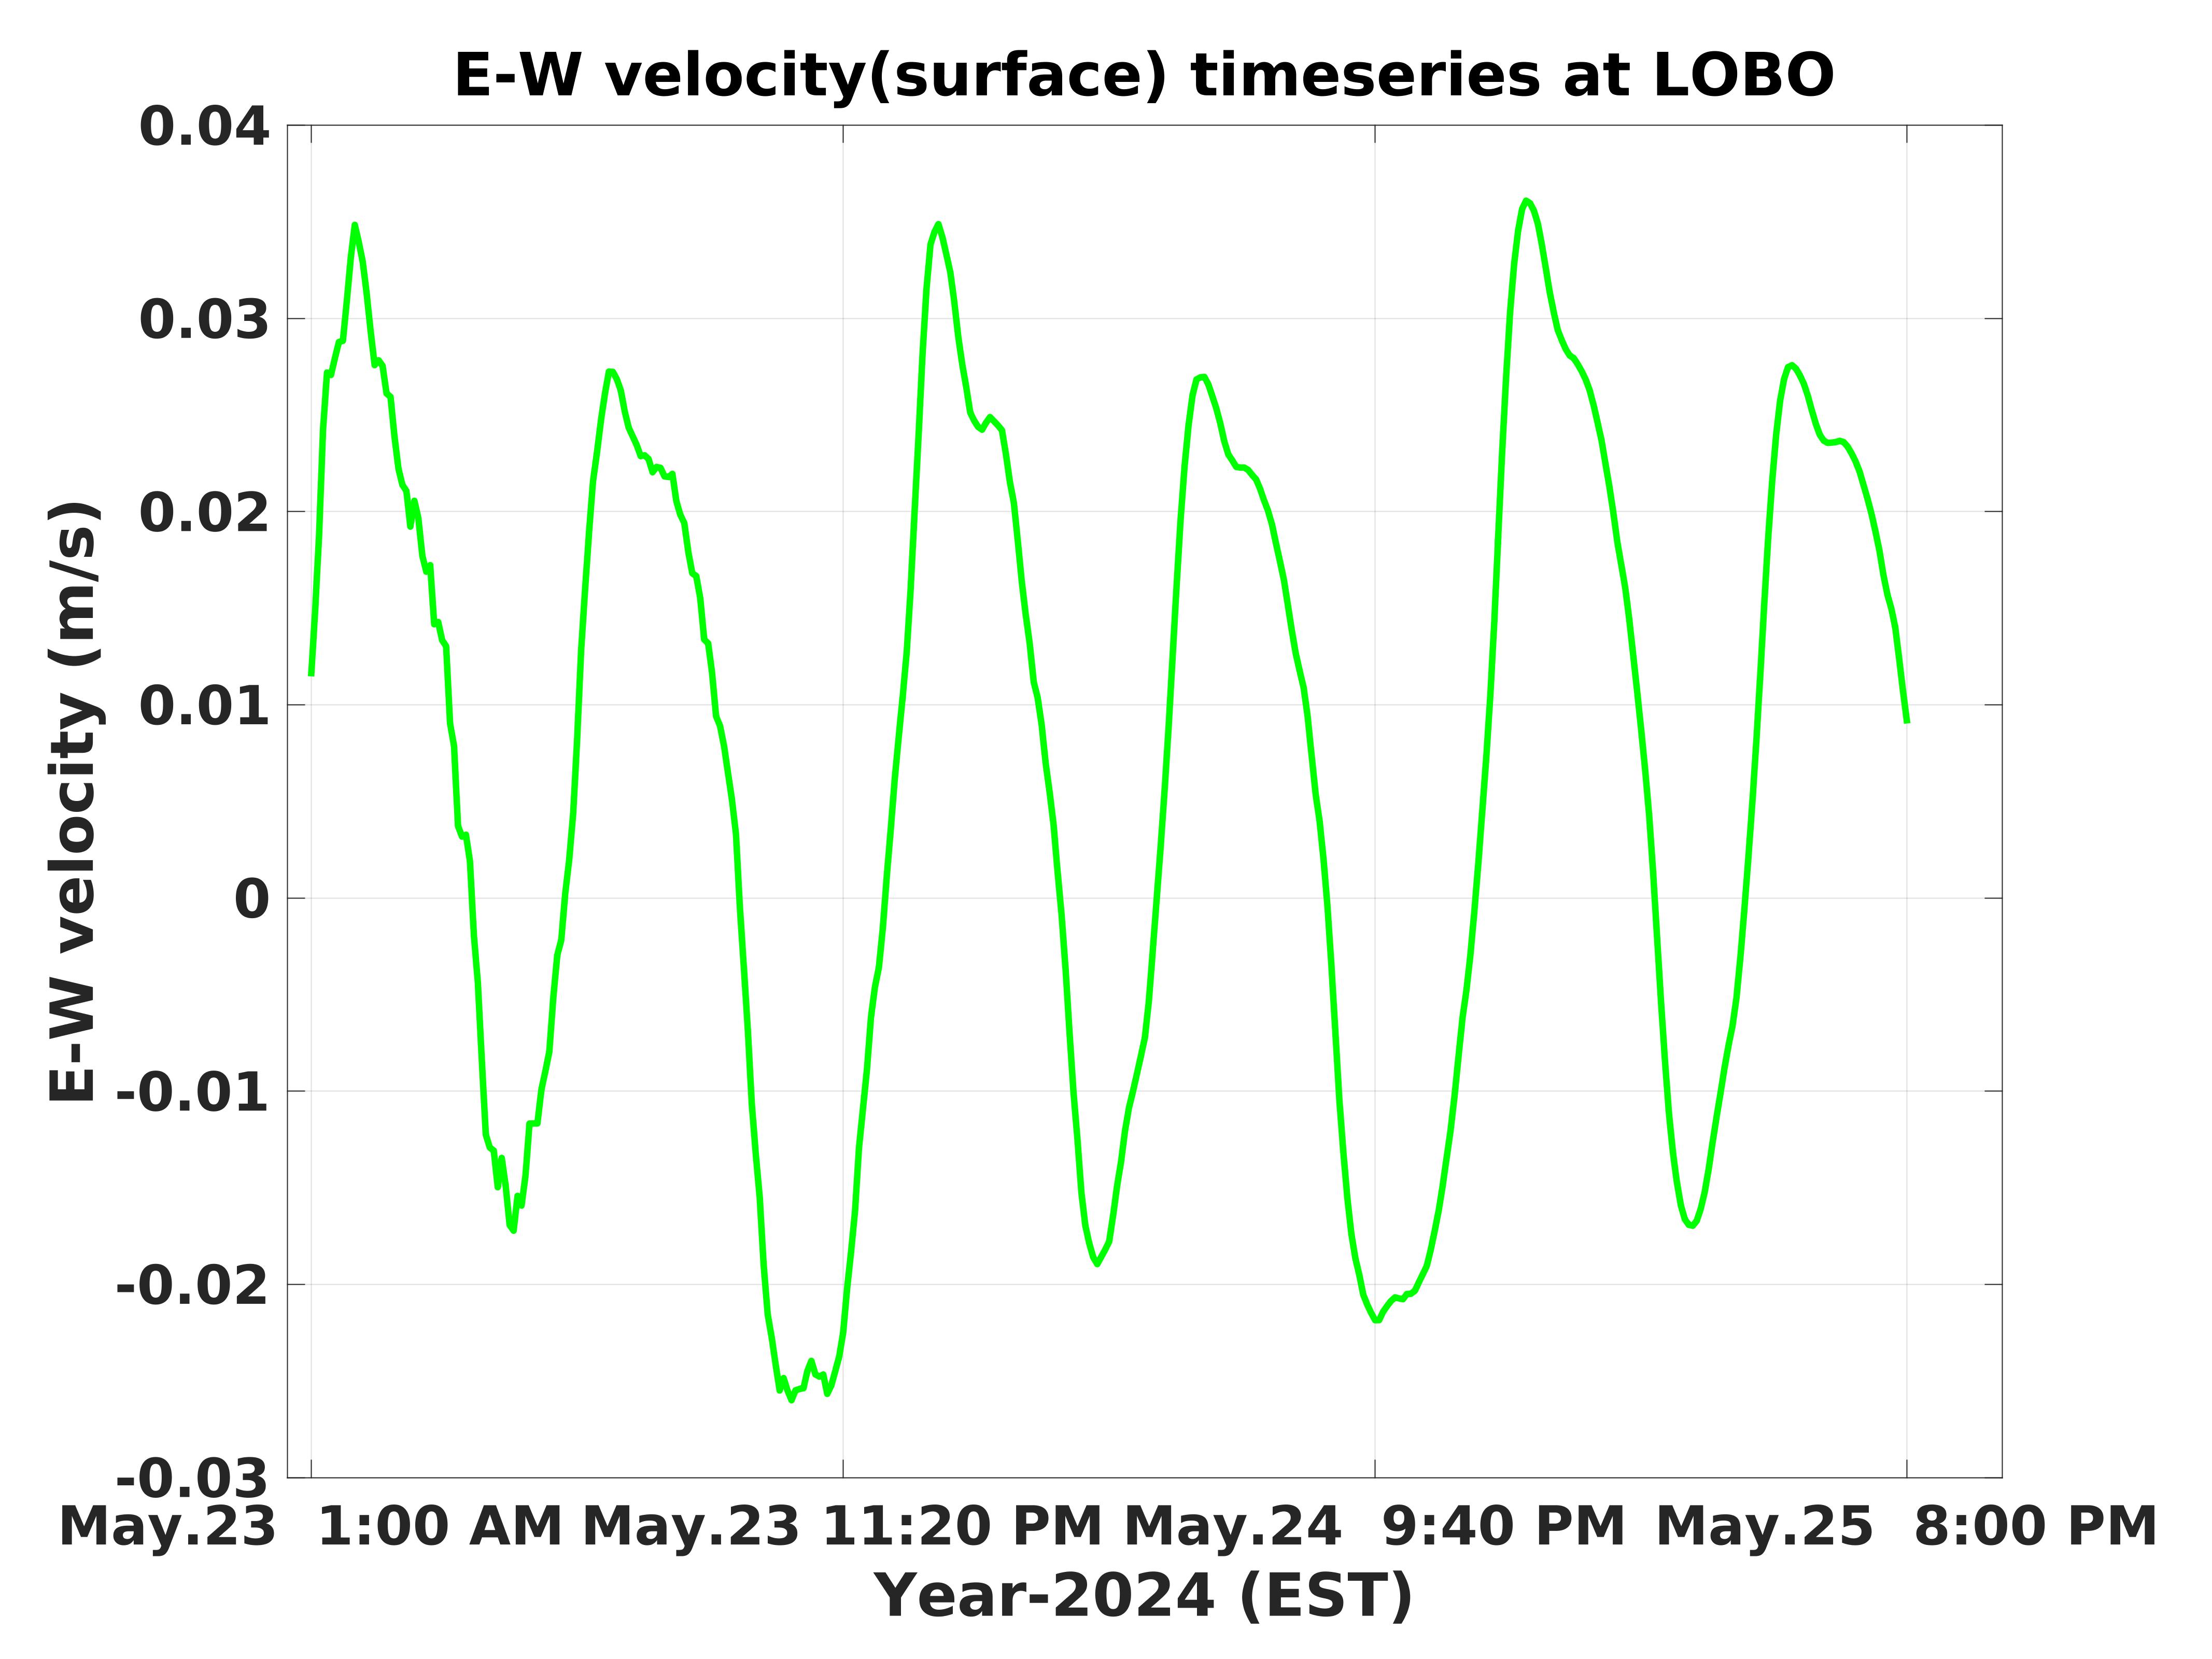 E-W velocity(surface) timeseries at LOBO
E-W velocity (m/s)
0.04
0.03
0.02
0.01
0
-0.01
-0.02
-0.03
May.23 1:00 AM May.23 11:20 PM May.24 9:40 PM May.25 8:00 PM
Year-2024 (EST)